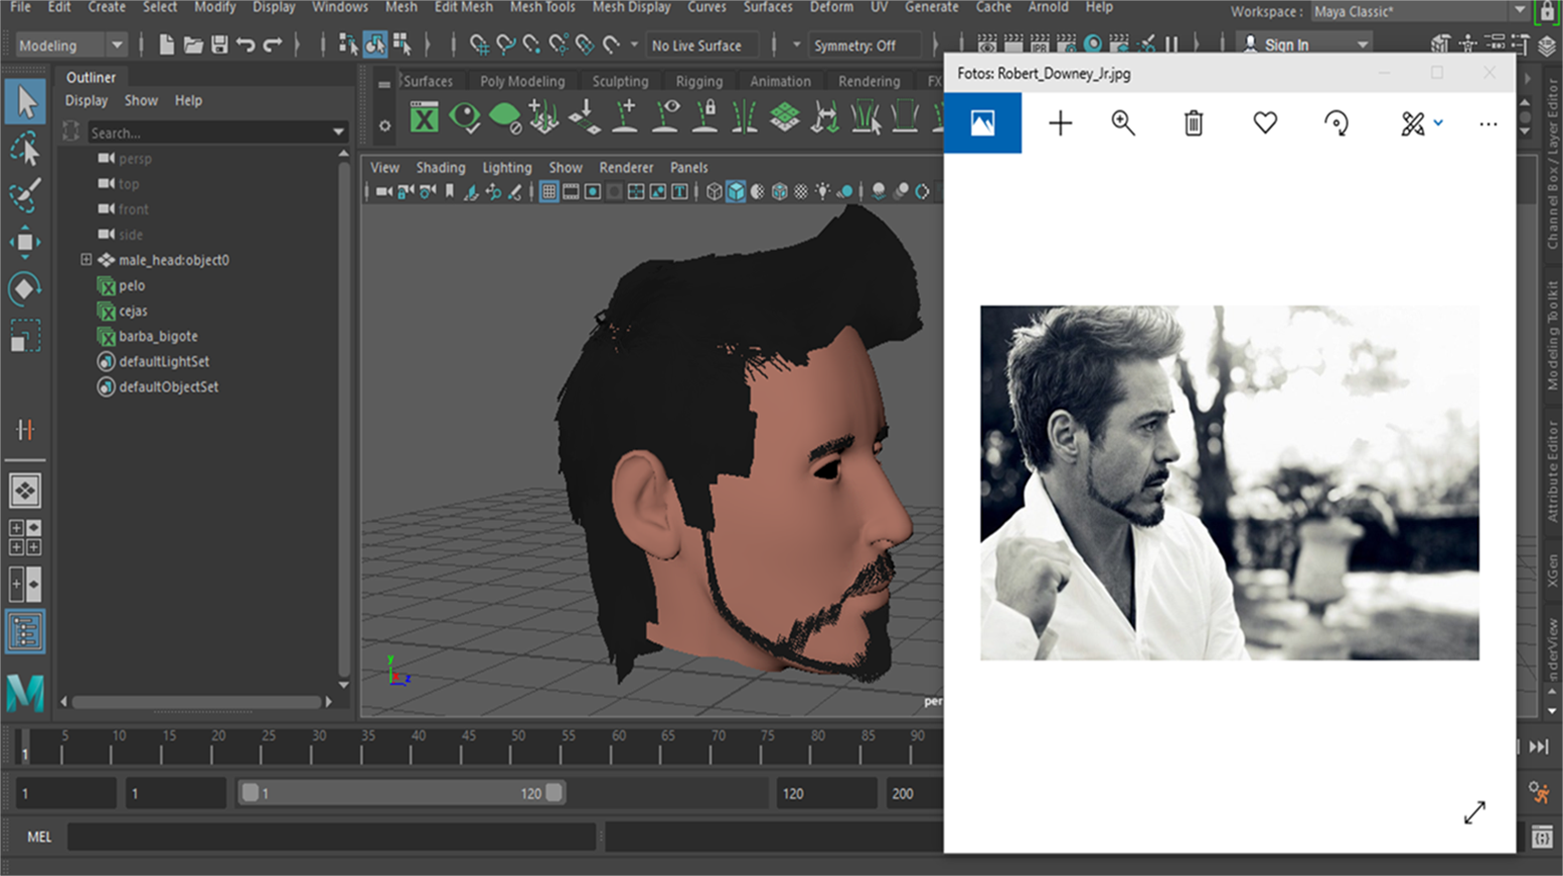 File Edit Create Select Modify Display Windows Mesh Edit Mesh Mesh Tools Mesh Display Curves Surfaces Deform UV Generate Cache Arnold Help
Workspace : Maya Classic*
Modeling
No Live Surface
Symmetry: Off
IPR
Sign In
Outliner
Display Show Help
Search...
persp
top
front
side
male_head:object0
pelo
cejas
barba_bigote
defaultLightSet
defaultObjectSet
Surfaces Poly Modeling Sculpting Rigging Animation Rendering FX
View Shading Lighting Show Renderer Panels
y
x
z
per
Fotos: Robert_Downey_Jr.jpg
Channel Box / Layer Editor
Modeling Toolkit
Attribute Editor
XGen
nderView
1
5 10 15 20 25 30 35 40 45 50 55 60 65 70 75 80 85 90
1 1 1 120 120 200
MEL